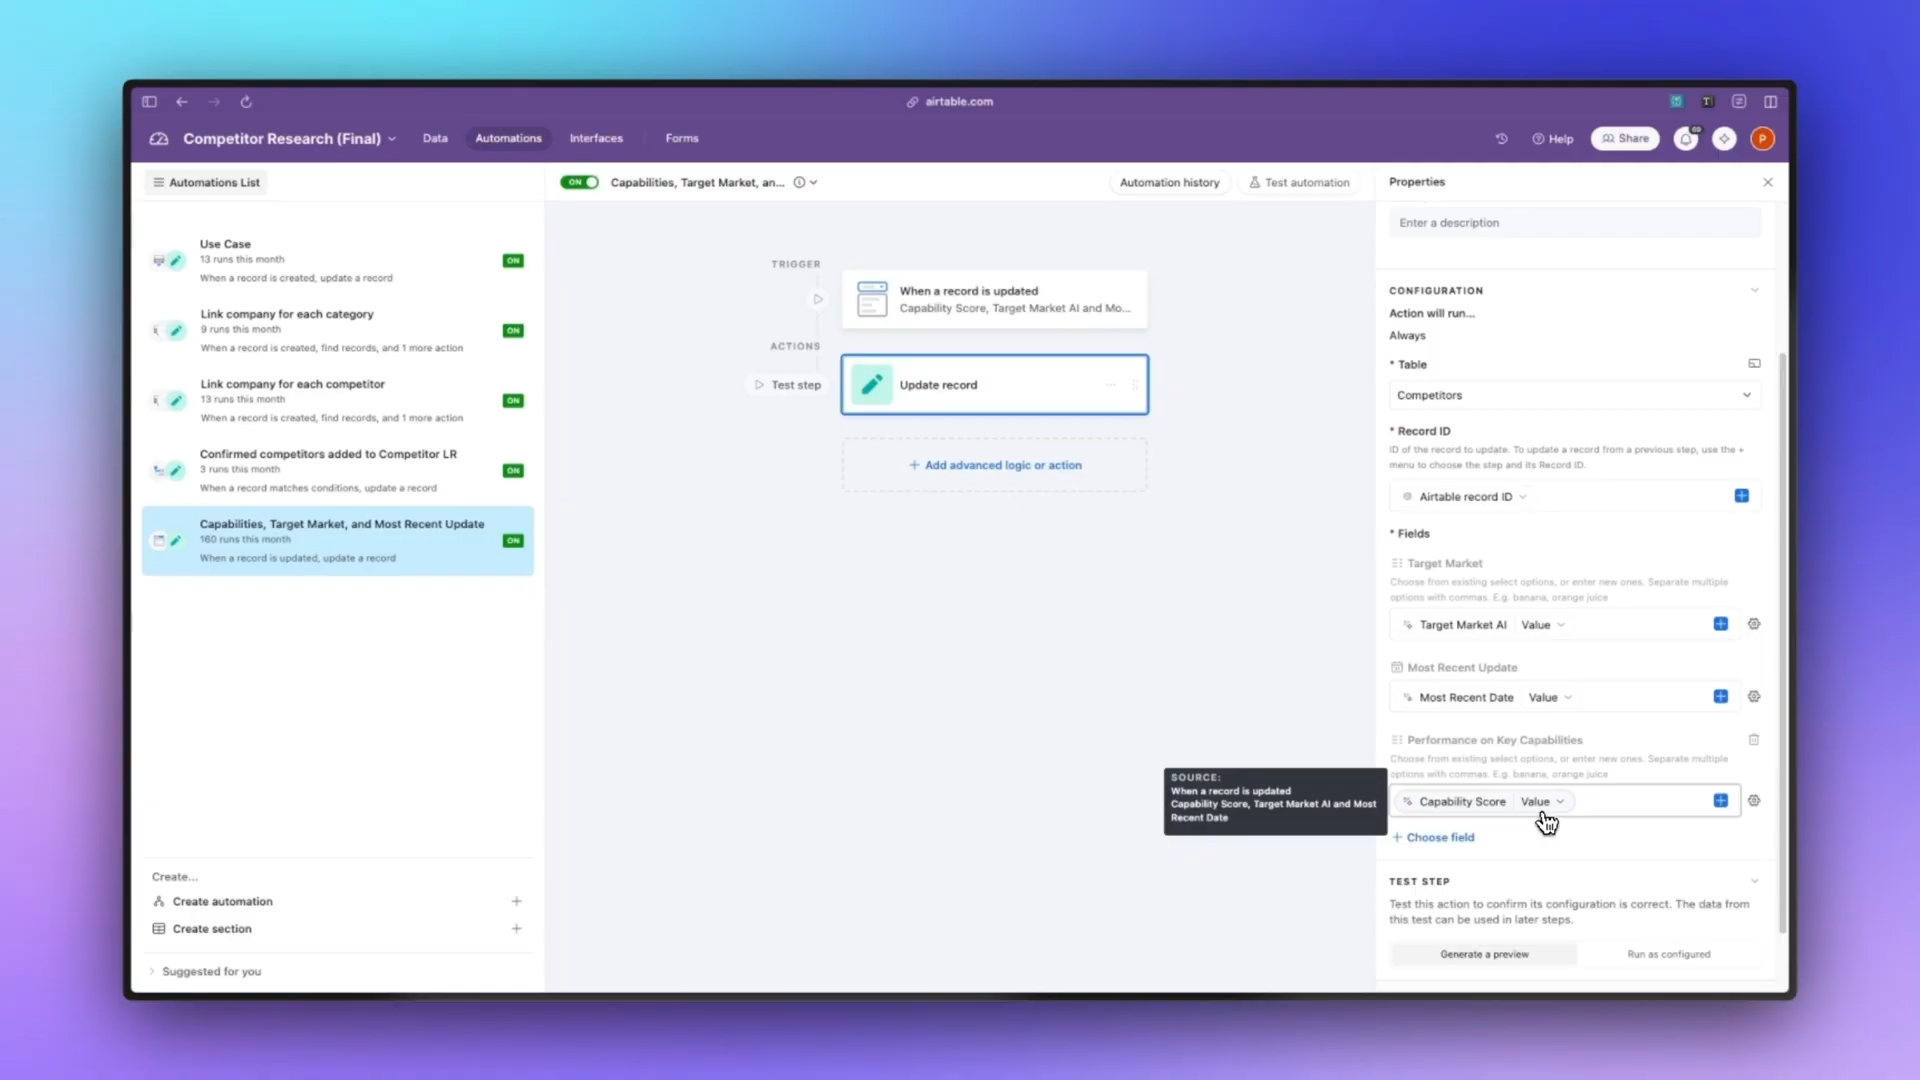 airtable.com
Competitor Research (Final)
Data
Automations
Interfaces
Forms
Help
Share
69
P
Automations List
ON
Capabilities, Target Market, an...
Automation history
Test automation
Properties
Use Case
13 runs this month
When a record is created, update a record
ON
Link company for each category
9 runs this month
When a record is created, find records, and 1 more action
ON
Link company for each competitor
13 runs this month
When a record is created, find records, and 1 more action
ON
Confirmed competitors added to Competitor LR
3 runs this month
When a record matches conditions, update a record
ON
Capabilities, Target Market, and Most Recent Update
160 runs this month
When a record is updated, update a record
ON
Create...
Create automation
Create section
Suggested for you
TRIGGER
When a record is updated
Capability Score, Target Market AI and Mo...
ACTIONS
Test step
Update record
Add advanced logic or action
Enter a description
CONFIGURATION
Action will run...
Always
* Table
Competitors
* Record ID
ID of the record to update. To update a record from a previous step, use the +
menu to choose the step and its Record ID.
Airtable record ID
* Fields
Target Market
Choose from existing select options, or enter new ones. Separate multiple
options with commas. E.g. banana, orange juice
Target Market AI Value
Most Recent Update
Most Recent Date Value
Performance on Key Capabilities
Choose from existing select options, or enter new ones. Separate multiple
options with commas. E.g. banana, orange juice
Capability Score Value
SOURCE:
When a record is updated
Capability Score, Target Market AI and Most
Recent Date
+ Choose field
TEST STEP
Test this action to confirm its configuration is correct. The data from
this test can be used in later steps.
Generate a preview
Run as configured